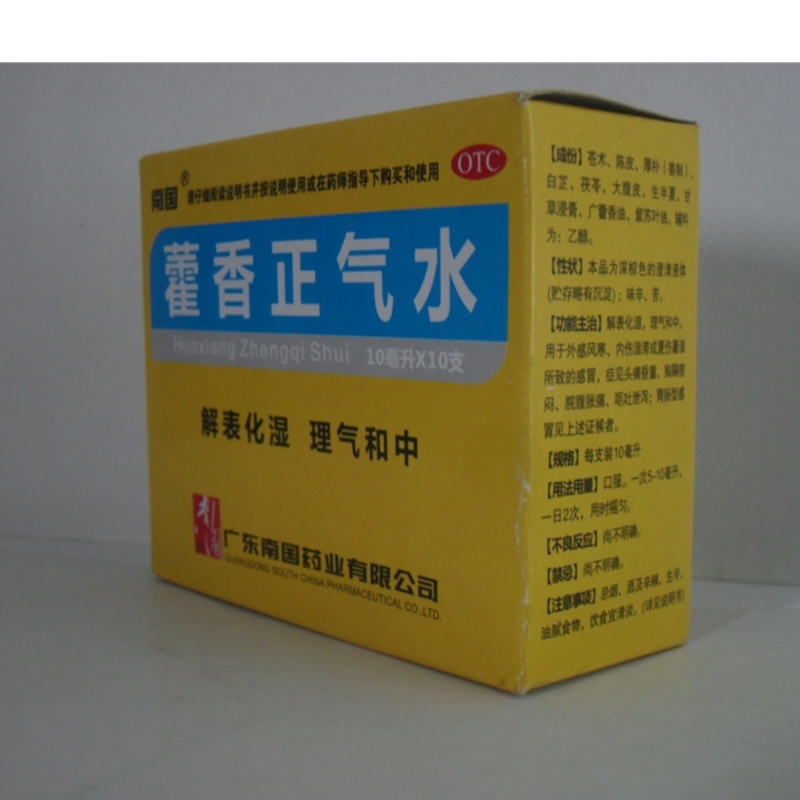 南国®
请仔细阅读说明书并按说明使用或在药师指导下购买和使用
OTC
藿香正气水
Huoxiang Zhengqi Shui 10毫升X10支
解表化湿 理气和中
广东南国药业有限公司
GUANGDONG SOUTH CHINA PHARMACEUTICAL CO.,LTD.
【成份】苍术、陈皮、厚朴(姜制)、
白芷、茯苓、大腹皮、生半夏、甘
草浸膏、广藿香油、紫苏叶油。辅料
为：乙醇。
【性状】本品为深棕色的澄清液体
(贮存略有沉淀)；味辛、苦。
【功能主治】解表化湿，理气和中。
用于外感风寒、内伤湿滞或夏伤暑湿
所致的感冒，症见头痛昏重、胸膈痞
闷、脘腹胀痛、呕吐泄泻；胃肠型感
冒见上述证候者。
【规格】每支装10毫升
【用法用量】口服。一次5-10毫升，
一日2次，用时摇匀。
【不良反应】尚不明确。
【禁忌】尚不明确。
【注意事项】忌烟、酒及辛辣、生冷、
油腻食物，饮食宜清淡。(详见说明书)